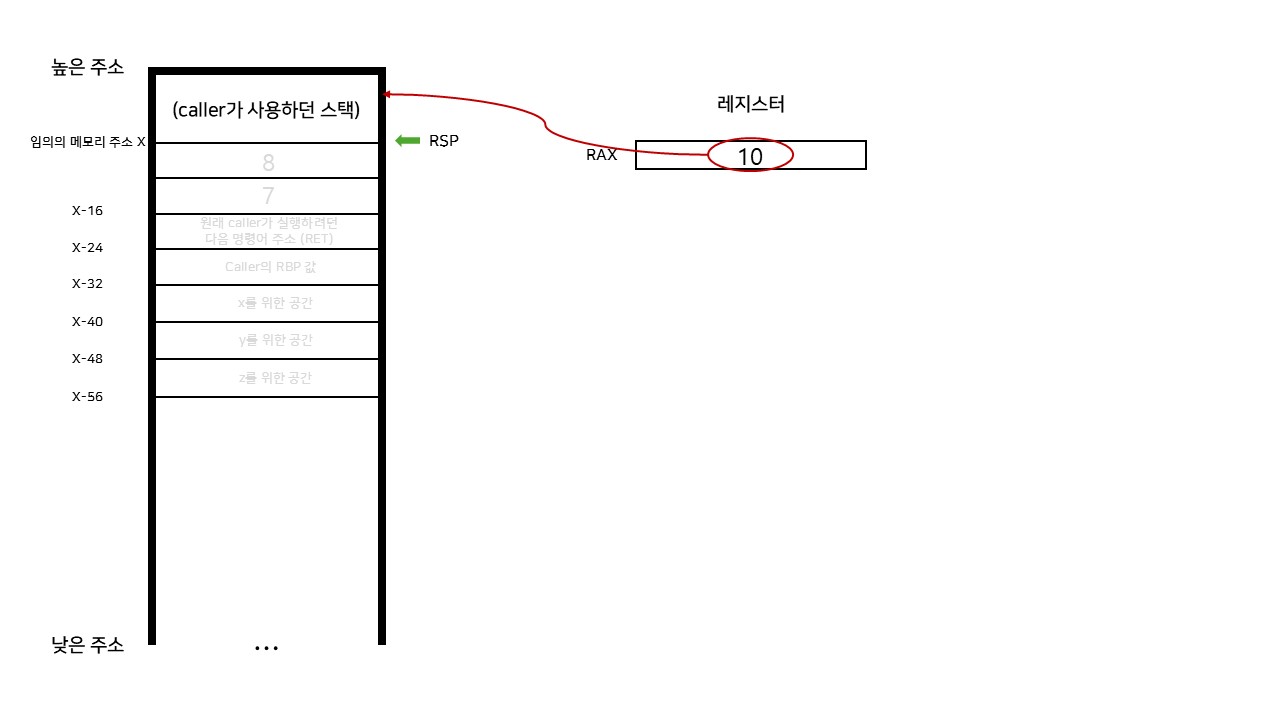 높은 주소
(caller가 사용하던 스택)
레지스터
임의의 메모리 주소 X
RSP
RAX
10
8
7
X-16
원래 caller가 실행하려던
다음 명령어 주소 (RET)
X-24
Caller의 RBP 값
X-32
x를 위한 공간
X-40
y를 위한 공간
X-48
z를 위한 공간
X-56
낮은 주소
...